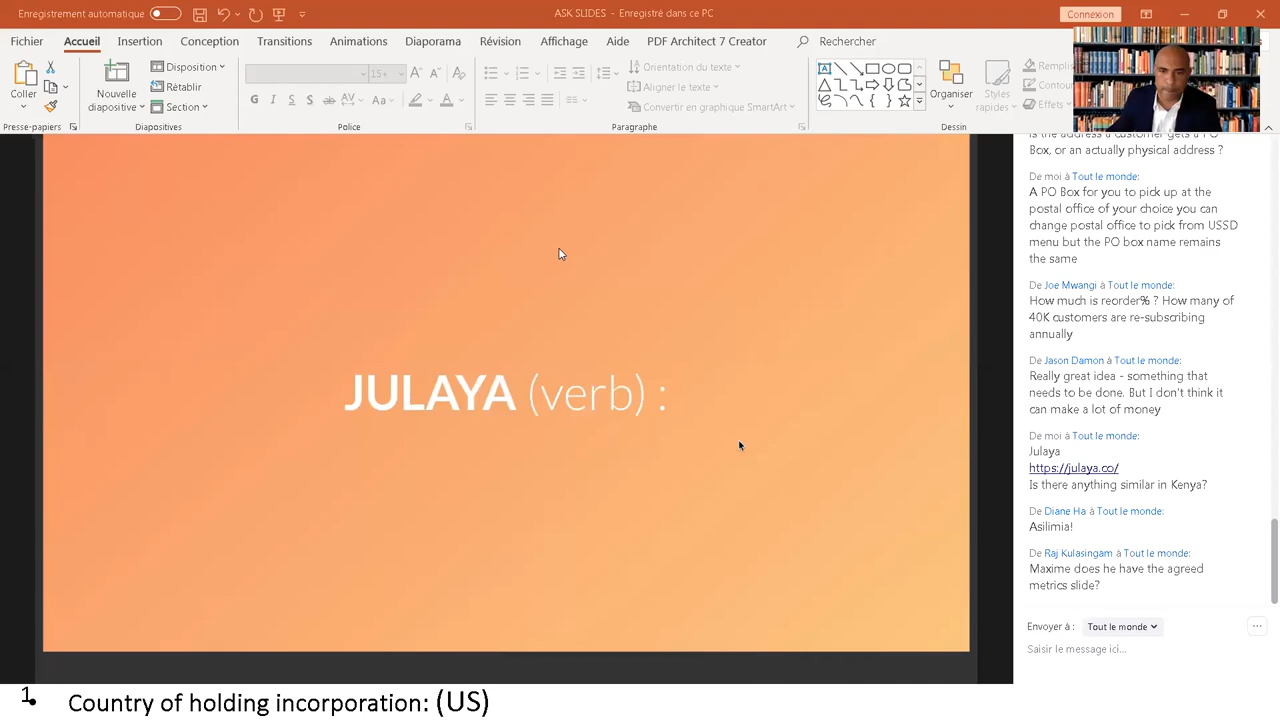 Enregistrement automatique
ASK SLIDES - Enregistré dans ce PC
Connexion
Fichier Accueil Insertion Conception Transitions Animations Diaporama Révision Affichage Aide PDF Architect 7 Creator Rechercher
Coller
Nouvelle
diapositive
Disposition
Rétablir
Section
15+
G I S S AV Aa A
Orientation du texte
Aligner le texte
Convertir en graphique SmartArt
Organiser
Styles
rapides
Remplis
Contou
Effets
Presse-papiers Diapositives Police Paragraphe Dessin
JULAYA (verb) :
Is the address a customer gets a PO
Box, or an actually physical address ?
De moi à Tout le monde:
A PO Box for you to pick up at the
postal office of your choice you can
change postal office to pick from USSD
menu but the PO box name remains
the same
De Joe Mwangi à Tout le monde:
How much is reorder% ? How many of
40K customers are re-subscribing
annually
De Jason Damon à Tout le monde:
Really great idea - something that
needs to be done. But I don't think it
can make a lot of money
De moi à Tout le monde:
Julaya
https://julaya.co/
Is there anything similar in Kenya?
De Diane Ha à Tout le monde:
Asilimia!
De Raj Kulasingam à Tout le monde:
Maxime does he have the agreed
metrics slide?
Envoyer à : Tout le monde
Saisir le message ici...
1. • Country of holding incorporation: (US)